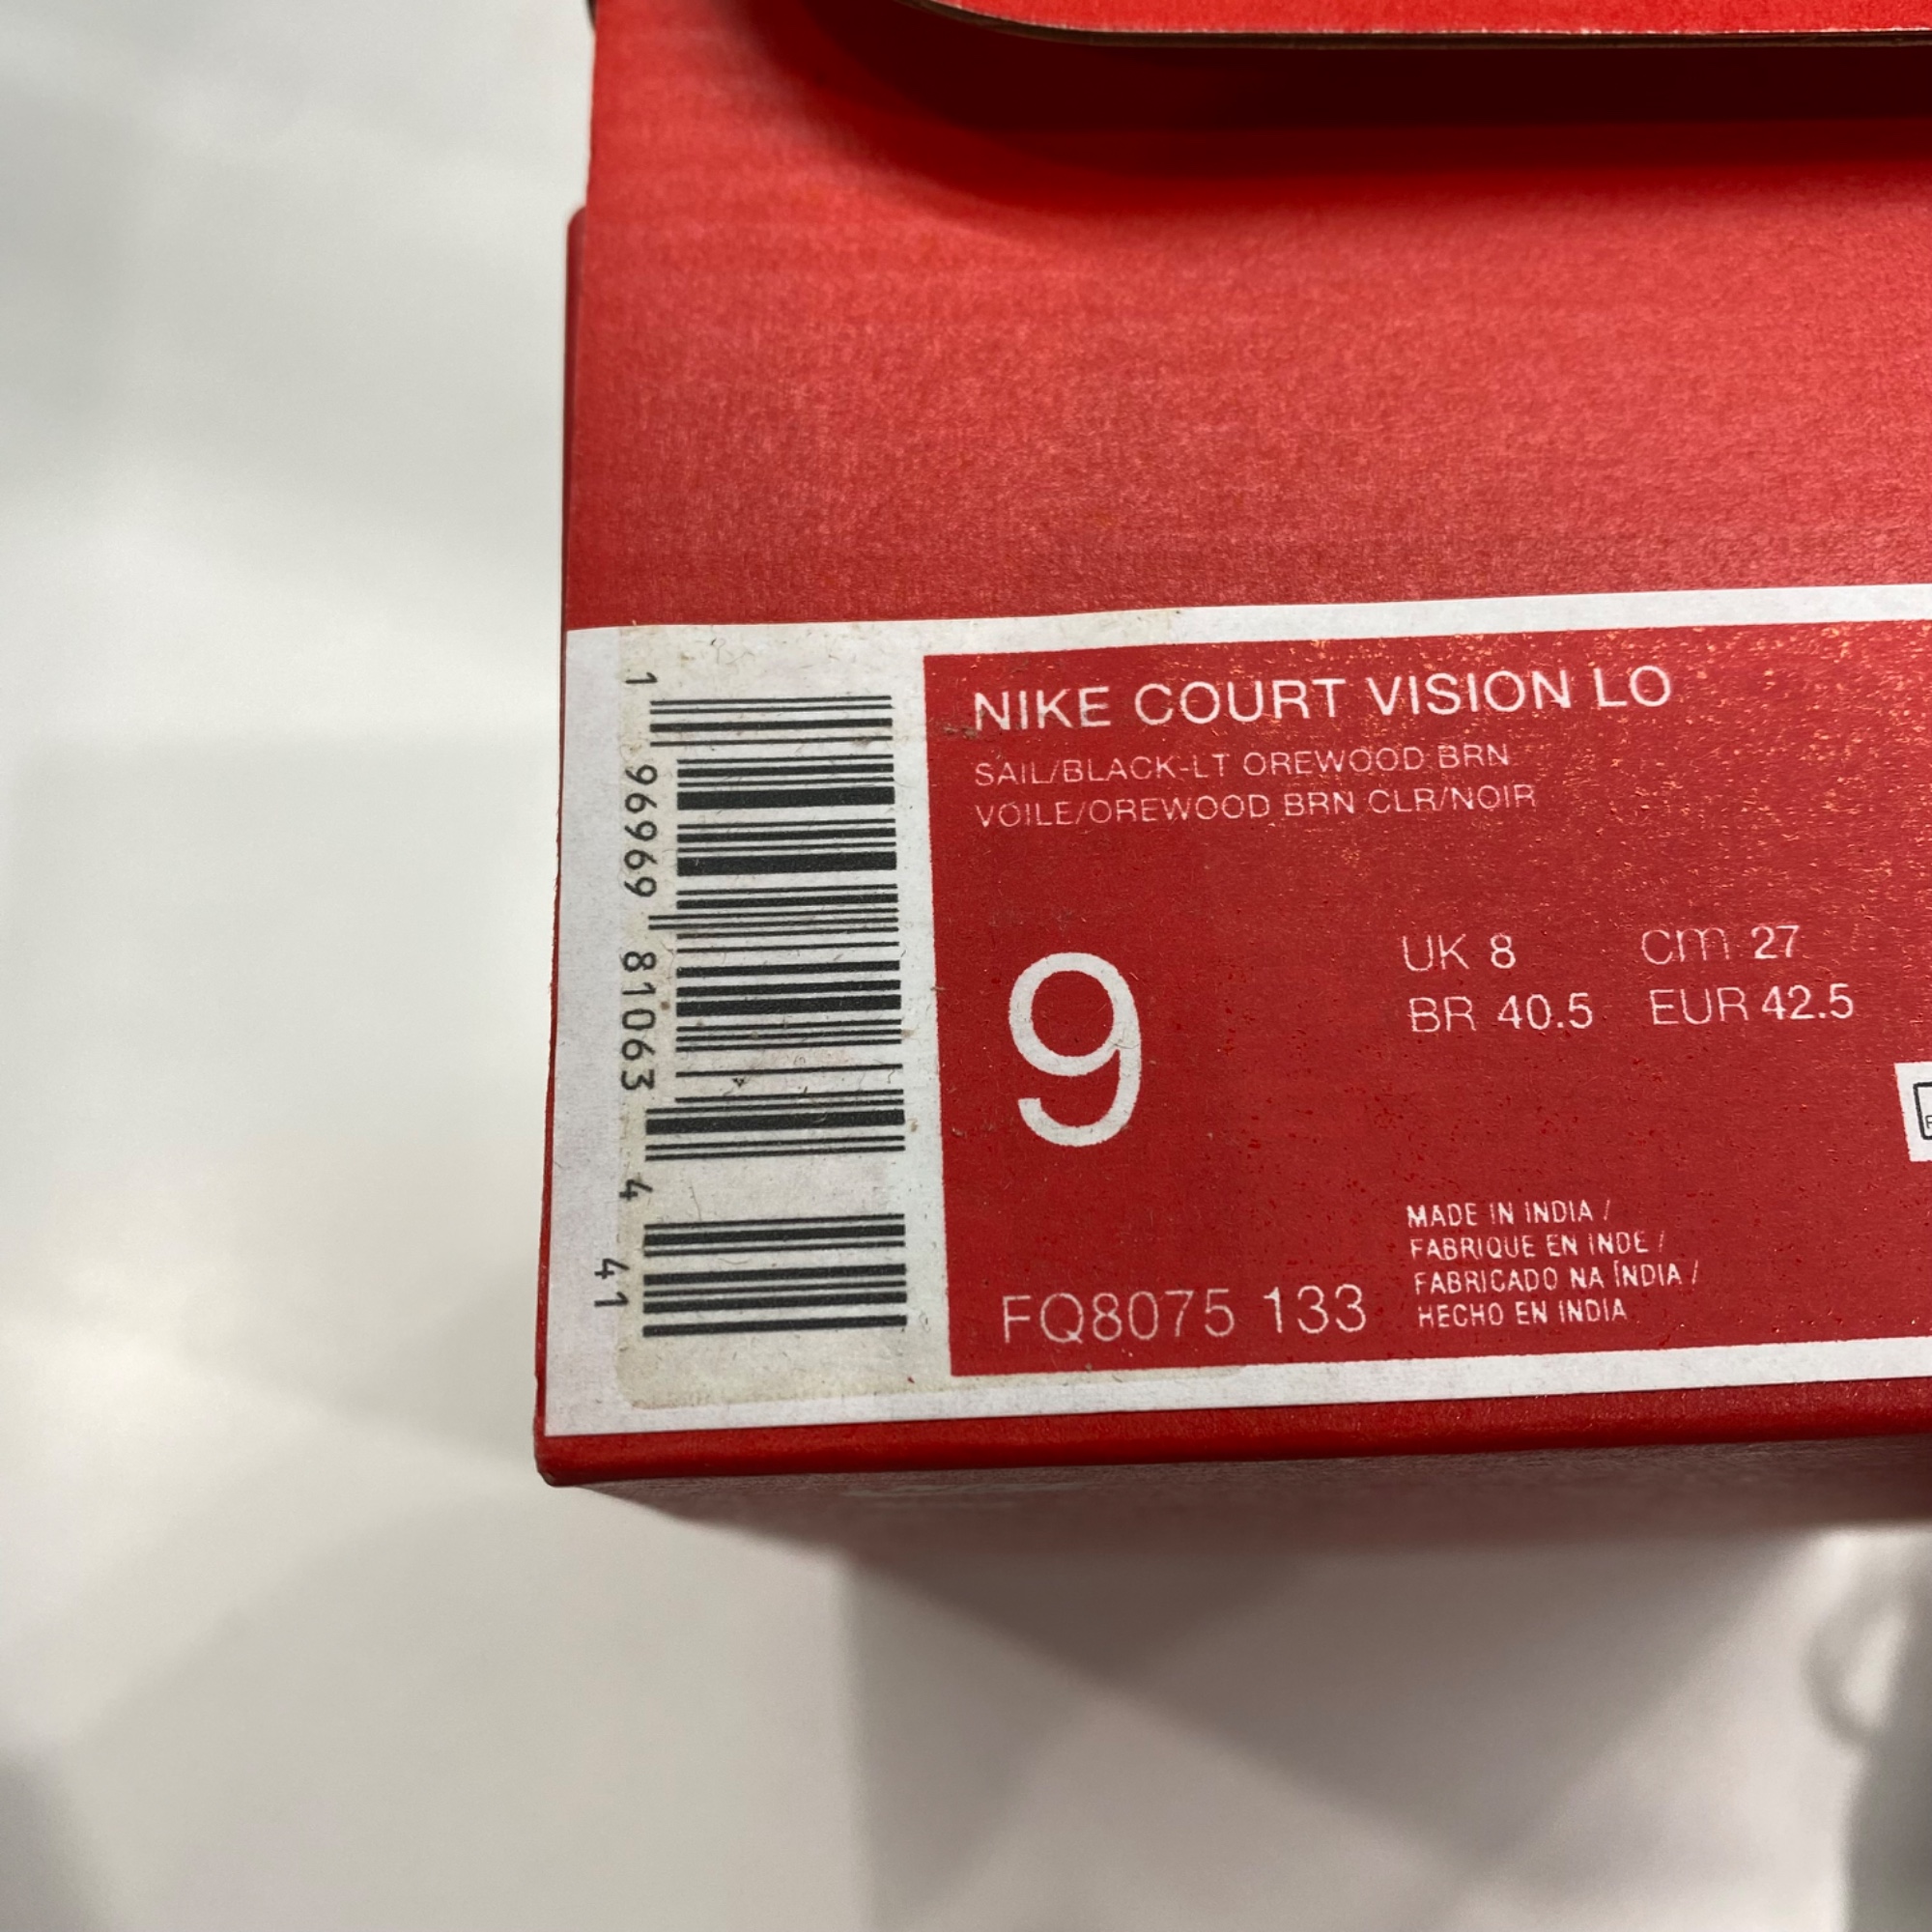 1 96969 81063 4
41
NIKE COURT VISION LO
SAIL/BLACK-LT OREWOOD BRN
VOILE/OREWOOD BRN CLR/NOIR
9
UK 8 CM 27
BR 40.5 EUR 42.5
MADE IN INDIA /
FABRIQUE EN INDE /
FABRICADO NA ÍNDIA /
HECHO EN INDIA
FQ8075 133